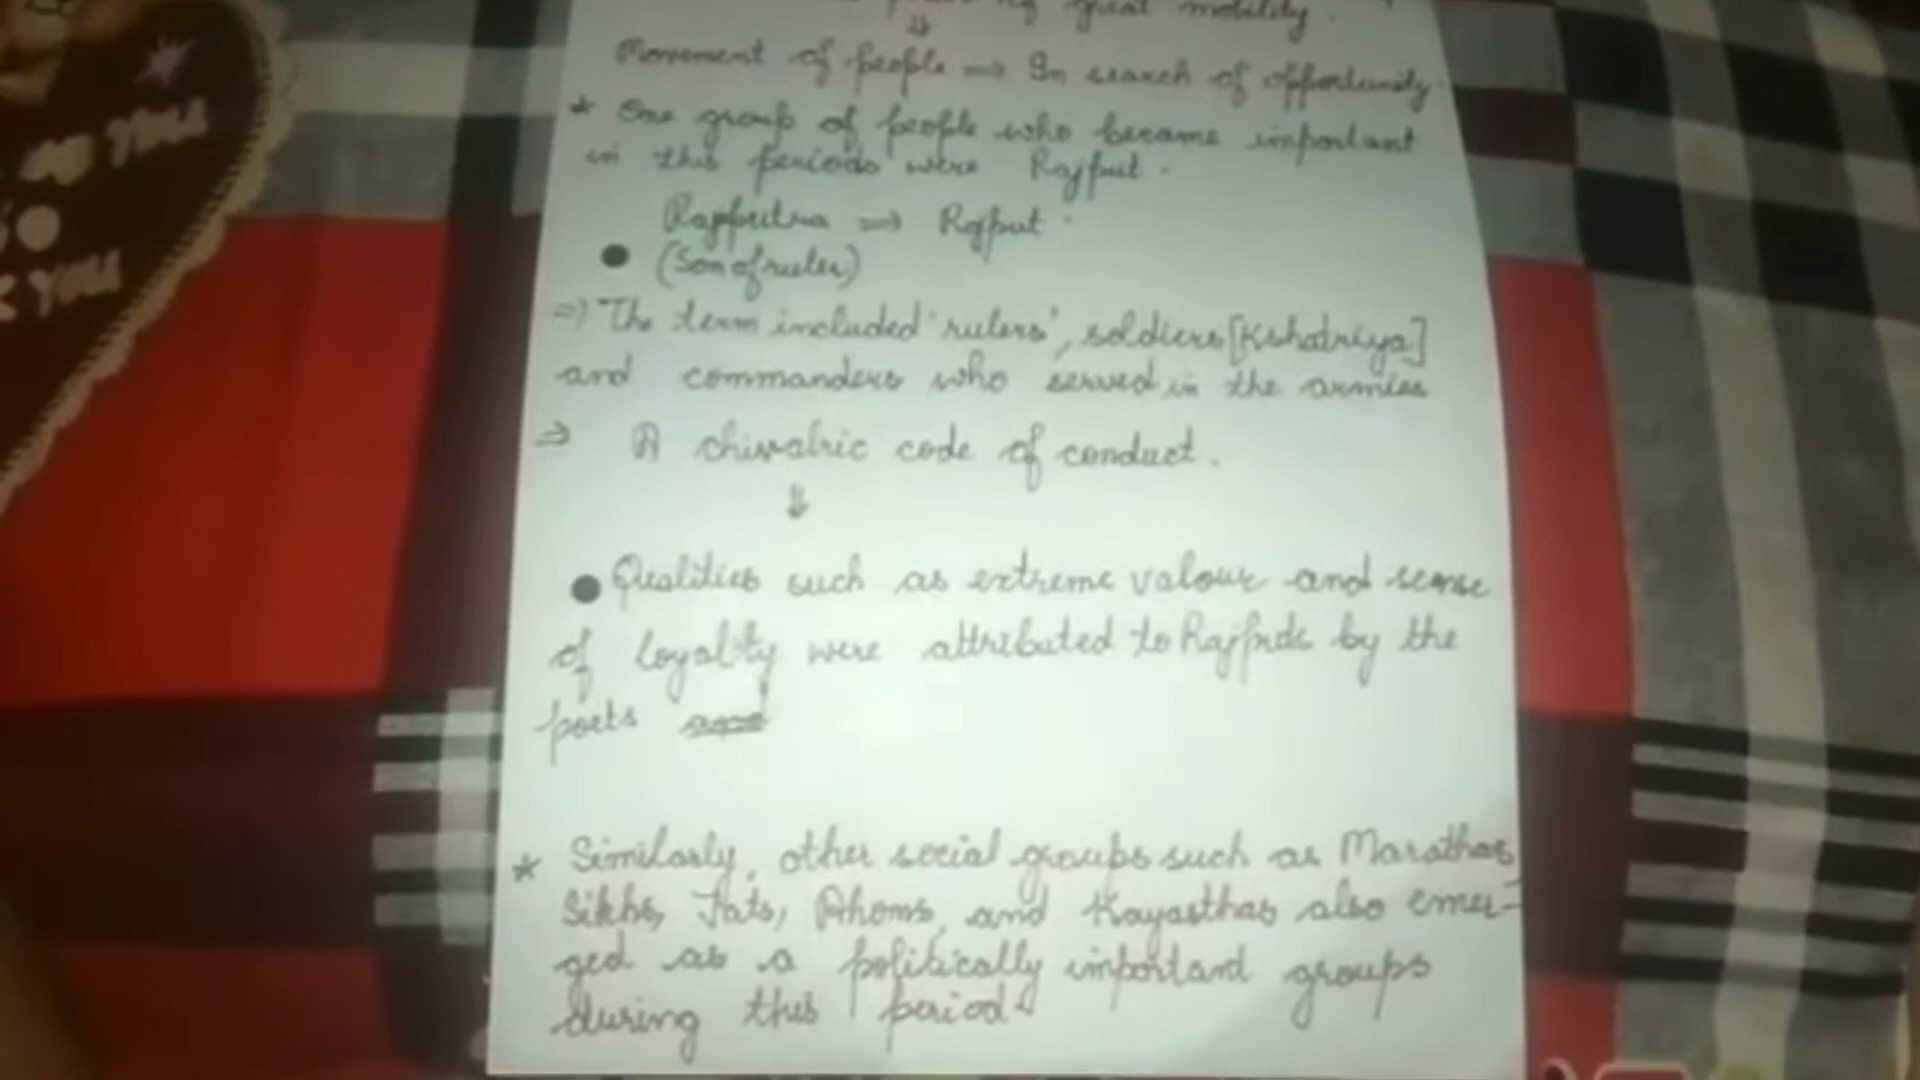 great mobility.
⇓
Movement of people ⇒ In search of opportunity.
* One group of people who became important
in this periods were Rajput.
Rajputra ⇒ Rajput.
● (Son of ruler)
⇒ The term included 'rulers', soldiers [Kshatriya]
and commanders who served in the armies
⇒ A chivalric code of conduct.
⇓
● Qualities such as extreme valour and sense
of loyalty were attributed to Rajputs by the
poets
* Similarly, other social groups such as Marathas
Sikhs, Jats, Ahoms, and Kayasthas also emer-
ged as a politically important groups
during this period.
YOU
YOU